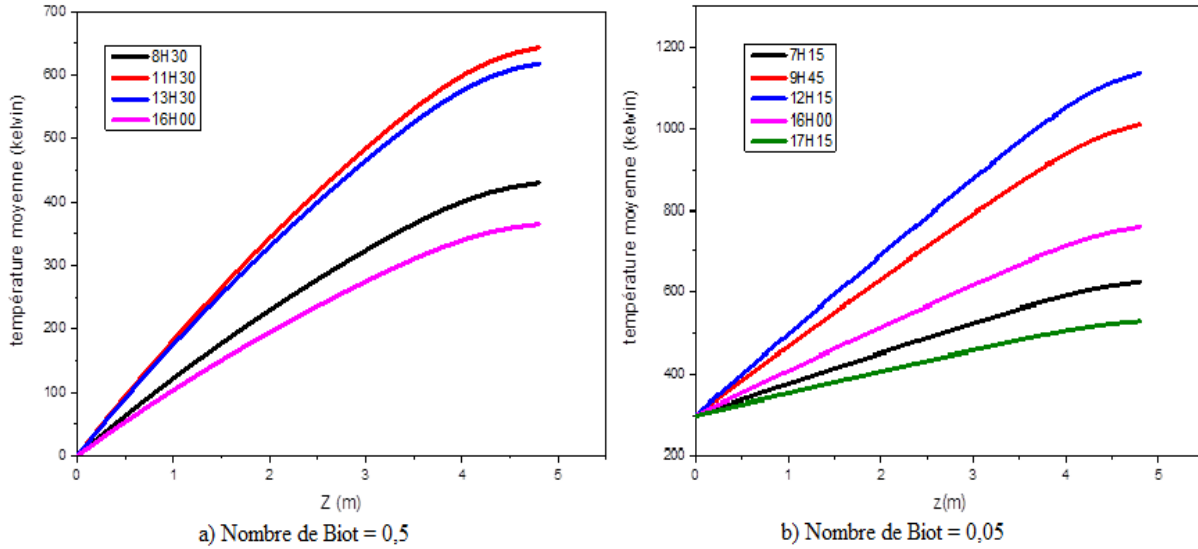 température moyenne (kelvin)
700
600
500
400
300
200
100
0
8H30
11H30
13H30
16H00
0
1
2
3
4
5
Z (m)
a) Nombre de Biot = 0,5
température moyenne (kelvin)
1200
1000
800
600
400
200
7H15
9H45
12H15
16H00
17H15
0
1
2
3
4
5
z(m)
b) Nombre de Biot = 0,05